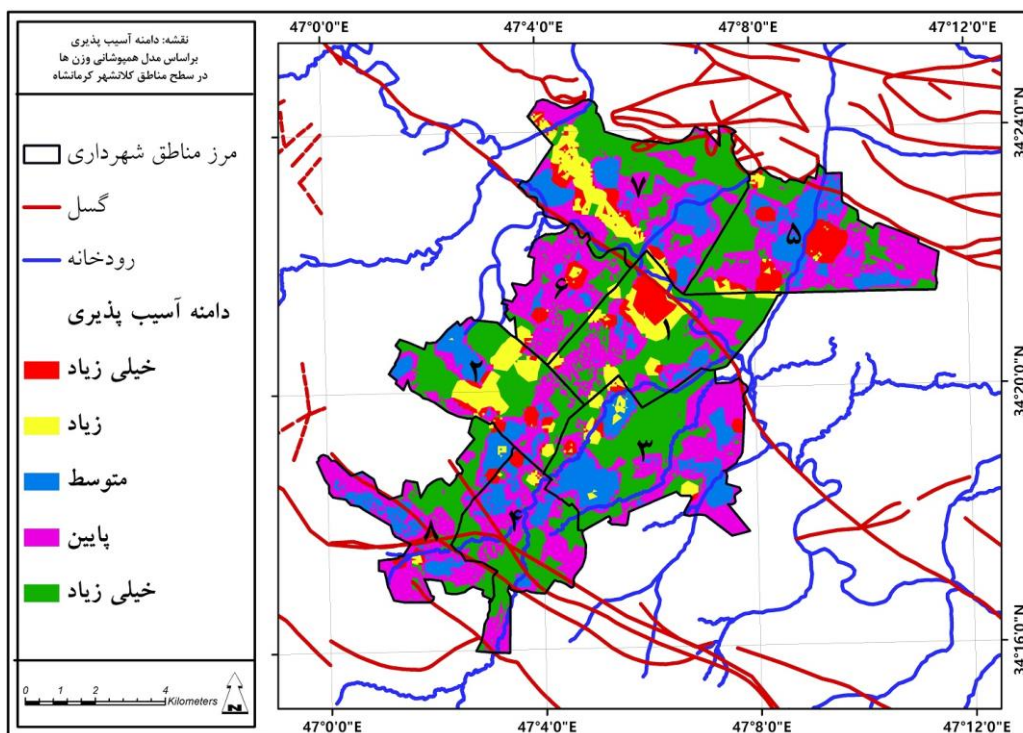 نقشه: دامنه آسیب پذیری
براساس مدل همپوشانی وزن ها
در سطح مناطق کلانشهر کرمانشاه
مرز مناطق شهرداری
گسل
رودخانه
دامنه آسیب پذیری
خیلی زیاد
زیاد
متوسط
پایین
خیلی زیاد
0 1 2 4
Kilometers
N
47°0'0"E 47°4'0"E 47°8'0"E 47°12'0"E
34°24'0"N
34°20'0"N
34°16'0"N
۷
۵
۶
۱
۲
۳
۴
۸
47°0'0"E 47°4'0"E 47°8'0"E 47°12'0"E